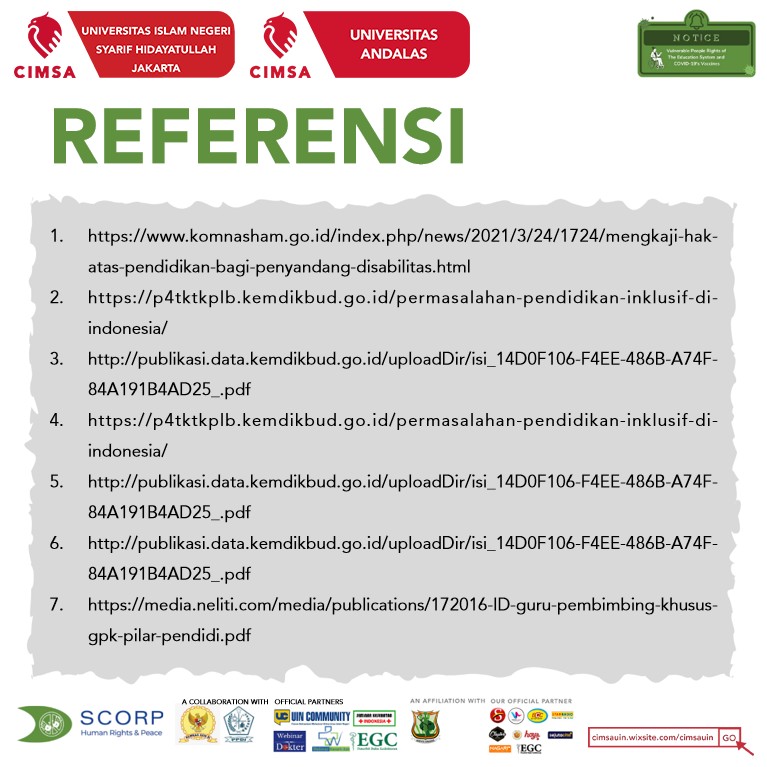 UNIVERSITAS ISLAM NEGERI
SYARIF HIDAYATULLAH
JAKARTA
CIMSA
UNIVERSITAS
ANDALAS
CIMSA
NOTICE
Vulnerable People Rights of
The Education System and
COVID-19's Vaccines
REFERENSI
1. https://www.komnasham.go.id/index.php/news/2021/3/24/1724/mengkaji-hak-
atas-pendidikan-bagi-penyandang-disabilitas.html
2. https://p4tktkplb.kemdikbud.go.id/permasalahan-pendidikan-inklusif-di-
indonesia/
3. http://publikasi.data.kemdikbud.go.id/uploadDir/isi_14D0F106-F4EE-486B-A74F-
84A191B4AD25_.pdf
4. https://p4tktkplb.kemdikbud.go.id/permasalahan-pendidikan-inklusif-di-
indonesia/
5. http://publikasi.data.kemdikbud.go.id/uploadDir/isi_14D0F106-F4EE-486B-A74F-
84A191B4AD25_.pdf
6. http://publikasi.data.kemdikbud.go.id/uploadDir/isi_14D0F106-F4EE-486B-A74F-
84A191B4AD25_.pdf
7. https://media.neliti.com/media/publications/172016-ID-guru-pembimbing-khusus-
gpk-pilar-pendidi.pdf
SCORP
Human Rights & Peace
A COLLABORATION WITH
OFFICIAL PARTNERS
UIN COMMUNITY
INDONESIA
Webinar
Dokter
EGC
AN AFFILIATION WITH
OUR OFFICIAL PARTNER
EGC
cimsauin.wixsite.com/cimsauin
GO